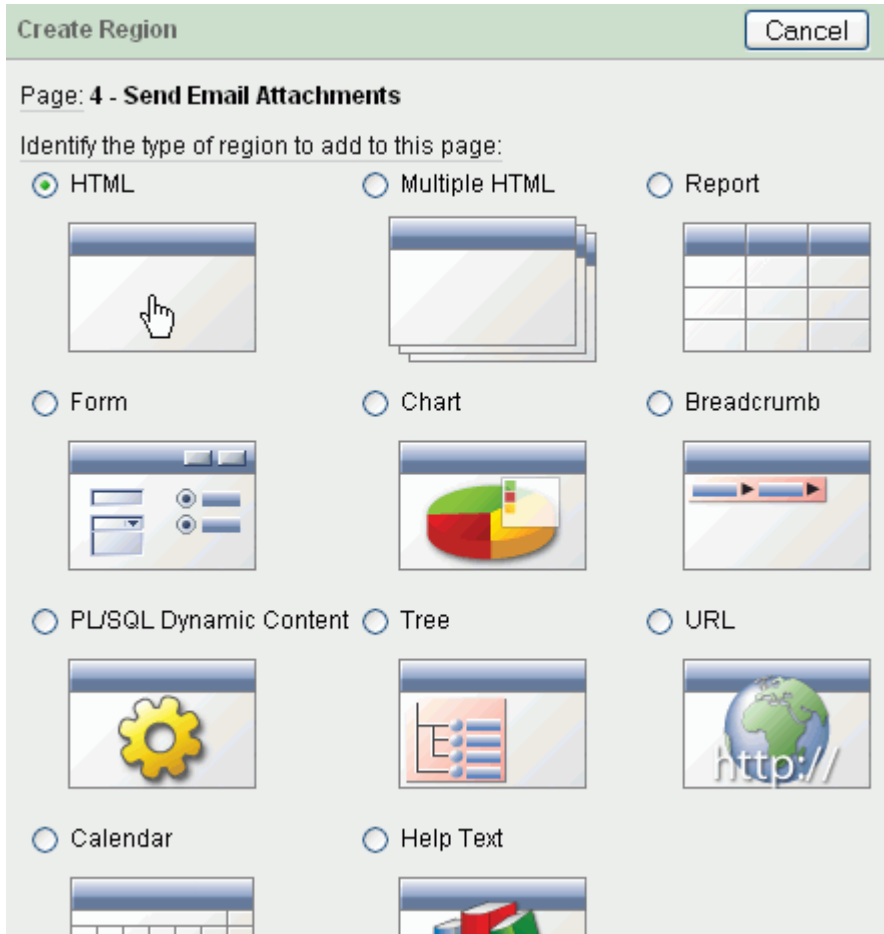 Create Region Cancel
Page: 4 - Send Email Attachments
Identify the type of region to add to this page:
HTML Multiple HTML Report
Form Chart Breadcrumb
PL/SQL Dynamic Content Tree URL
http://
Calendar Help Text